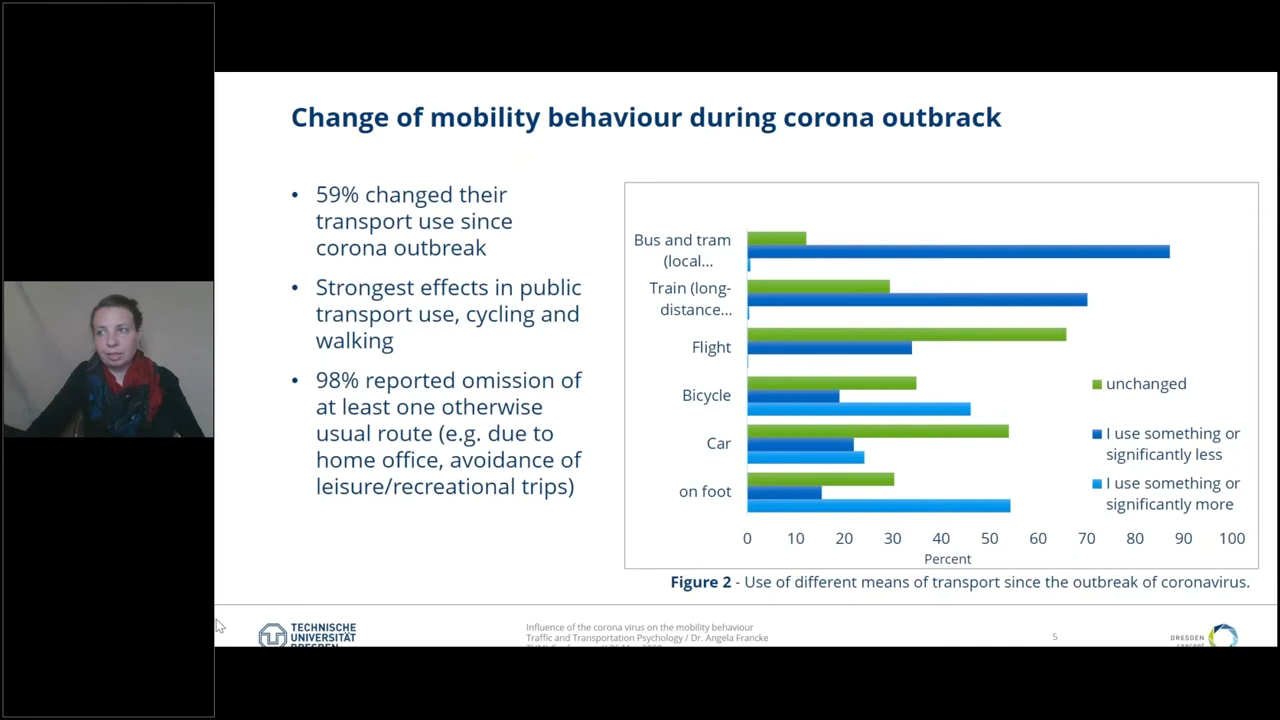 Change of mobility behaviour during corona outbrack
• 59% changed their
transport use since
corona outbreak
• Strongest effects in public
transport use, cycling and
walking
• 98% reported omission of
at least one otherwise
usual route (e.g. due to
home office, avoidance of
leisure/recreational trips)
Bus and tram
(local...
Train (long-
distance...
Flight
Bicycle
Car
on foot
unchanged
I use something or
significantly less
I use something or
significantly more
0 10 20 30 40 50 60 70 80 90 100
Percent
Figure 2 - Use of different means of transport since the outbreak of coronavirus.
TECHNISCHE
UNIVERSITÄT
DRESDEN
Influence of the corona virus on the mobility behaviour
Traffic and Transportation Psychology / Dr. Angela Francke
5
DRESDEN
concept